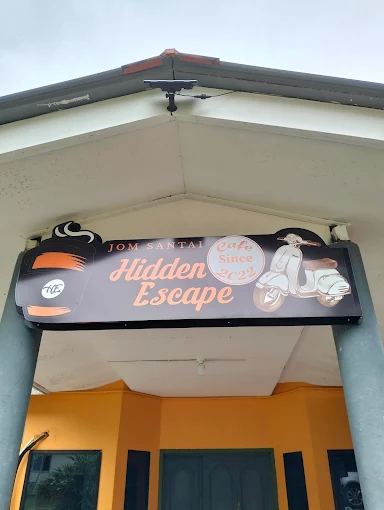 JOM SANTAI
Hidden
Escape
Cafe
Since
2022
HE